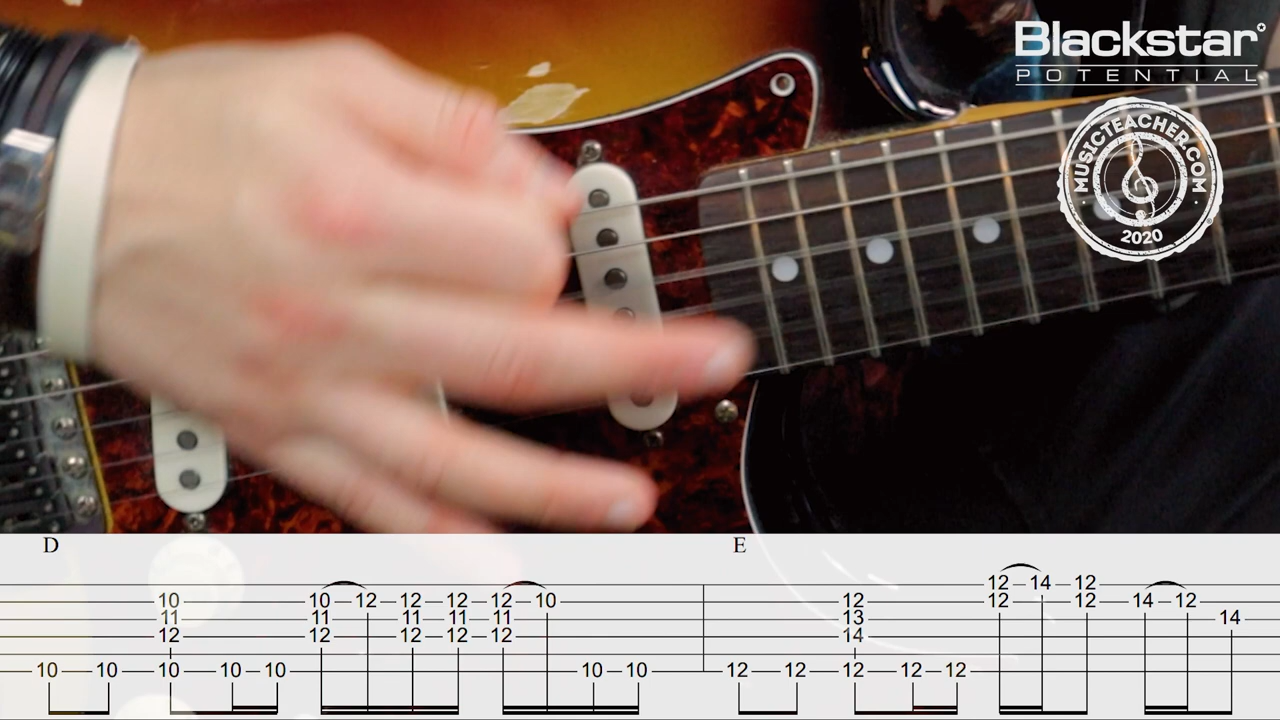 Blackstar
POTENTIAL
MUSICTEACHER.COM
2020
D E
12 14 12
10 10 12 12 12 12 10 12 12 12 14 12
11 11 11 11 11 13 14
12 12 12 12 12 14
10 10 10 10 10 10 10 12 12 12 12 12